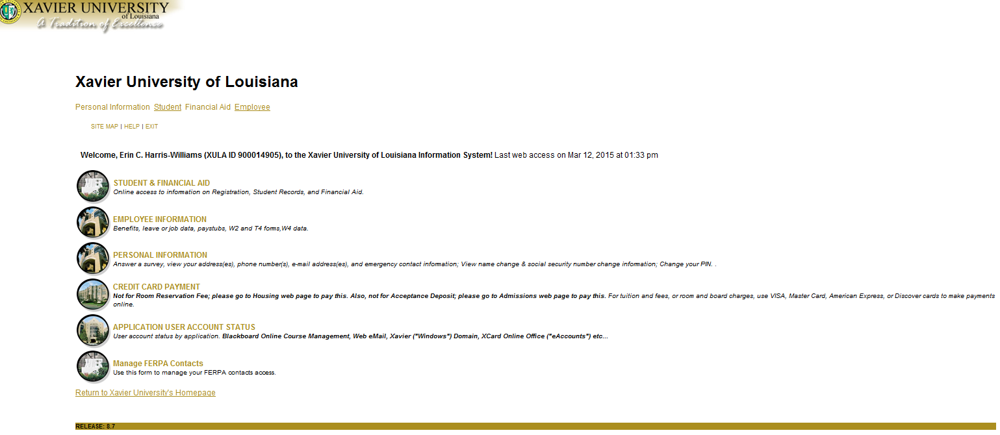 XAVIER UNIVERSITY
of Louisiana
A Tradition of Excellence
Xavier University of Louisiana
Personal Information Student Financial Aid Employee
SITE MAP | HELP | EXIT
Welcome, Erin C. Harris-Williams (XULA ID 900014905), to the Xavier University of Louisiana Information System! Last web access on Mar 12, 2015 at 01:33 pm
STUDENT & FINANCIAL AID
Online access to information on Registration, Student Records, and Financial Aid.
EMPLOYEE INFORMATION
Benefits, leave or job data, paystubs, W2 and T4 forms,W4 data.
PERSONAL INFORMATION
Answer a survey, view your address(es), phone number(s), e-mail address(es), and emergency contact information; View name change & social security number change information; Change your PIN. .
CREDIT CARD PAYMENT
Not for Room Reservation Fee; please go to Housing web page to pay this. Also, not for Acceptance Deposit; please go to Admissions web page to pay this. For tuition and fees, or room and board charges, use VISA, Master Card, American Express, or Discover cards to make payments
online.
APPLICATION USER ACCOUNT STATUS
User account status by application. Blackboard Online Course Management, Web eMail, Xavier ("Windows") Domain, XCard Online Office ("eAccounts") etc...
Manage FERPA Contacts
Use this form to manage your FERPA contacts access.
Return to Xavier University's Homepage
RELEASE: 8.7